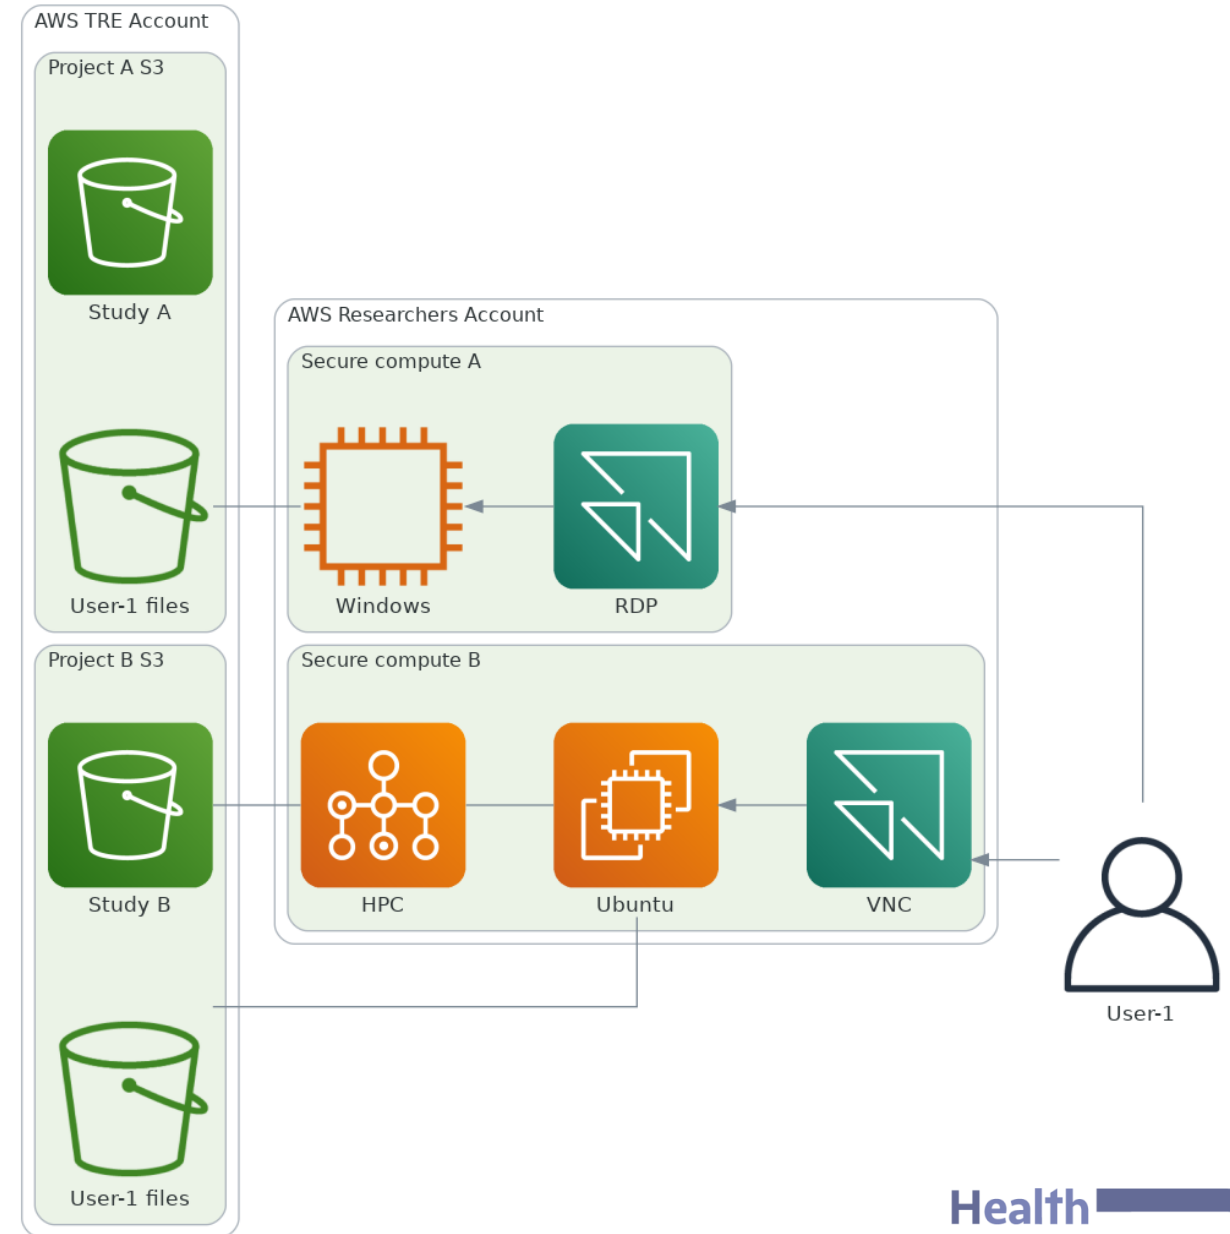 AWS TRE Account
Project A S3
Study A
User-1 files
AWS Researchers Account
Secure compute A
Windows
RDP
Project B S3
Study B
User-1 files
Secure compute B
HPC
Ubuntu
VNC
User-1
Health